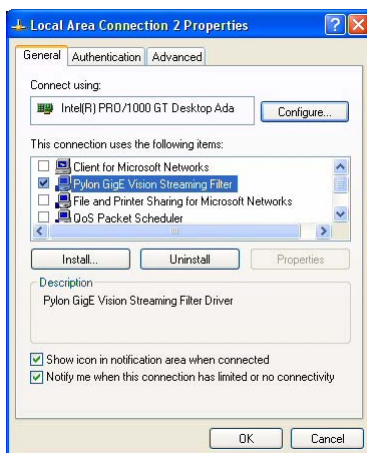 Local Area Connection 2 Properties
General Authentication Advanced
Connect using:
Intel(R) PRO/1000 GT Desktop Ada
Configure...
This connection uses the following items:
Client for Microsoft Networks
Pylon GigE Vision Streaming Filter
File and Printer Sharing for Microsoft Networks
QoS Packet Scheduler
Install... Uninstall Properties
Description
Pylon GigE Vision Streaming Filter Driver
Show icon in notification area when connected
Notify me when this connection has limited or no connectivity
OK Cancel